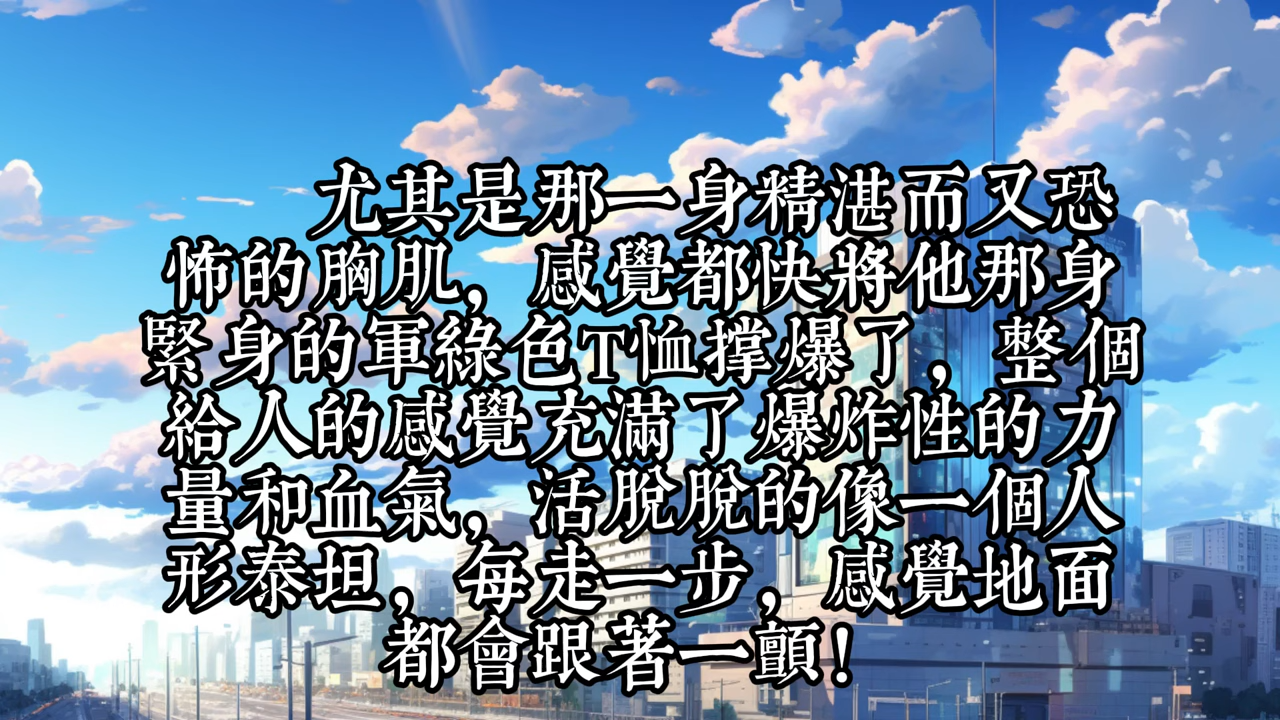 尤其是那一身精湛而又恐
怖的胸肌，感覺都快將他那身
緊身的軍綠色T恤撐爆了，整個
給人的感覺充滿了爆炸性的力
量和血氣，活脫脫的像一個人
形泰坦，每走一步，感覺地面
都會跟著一顫！